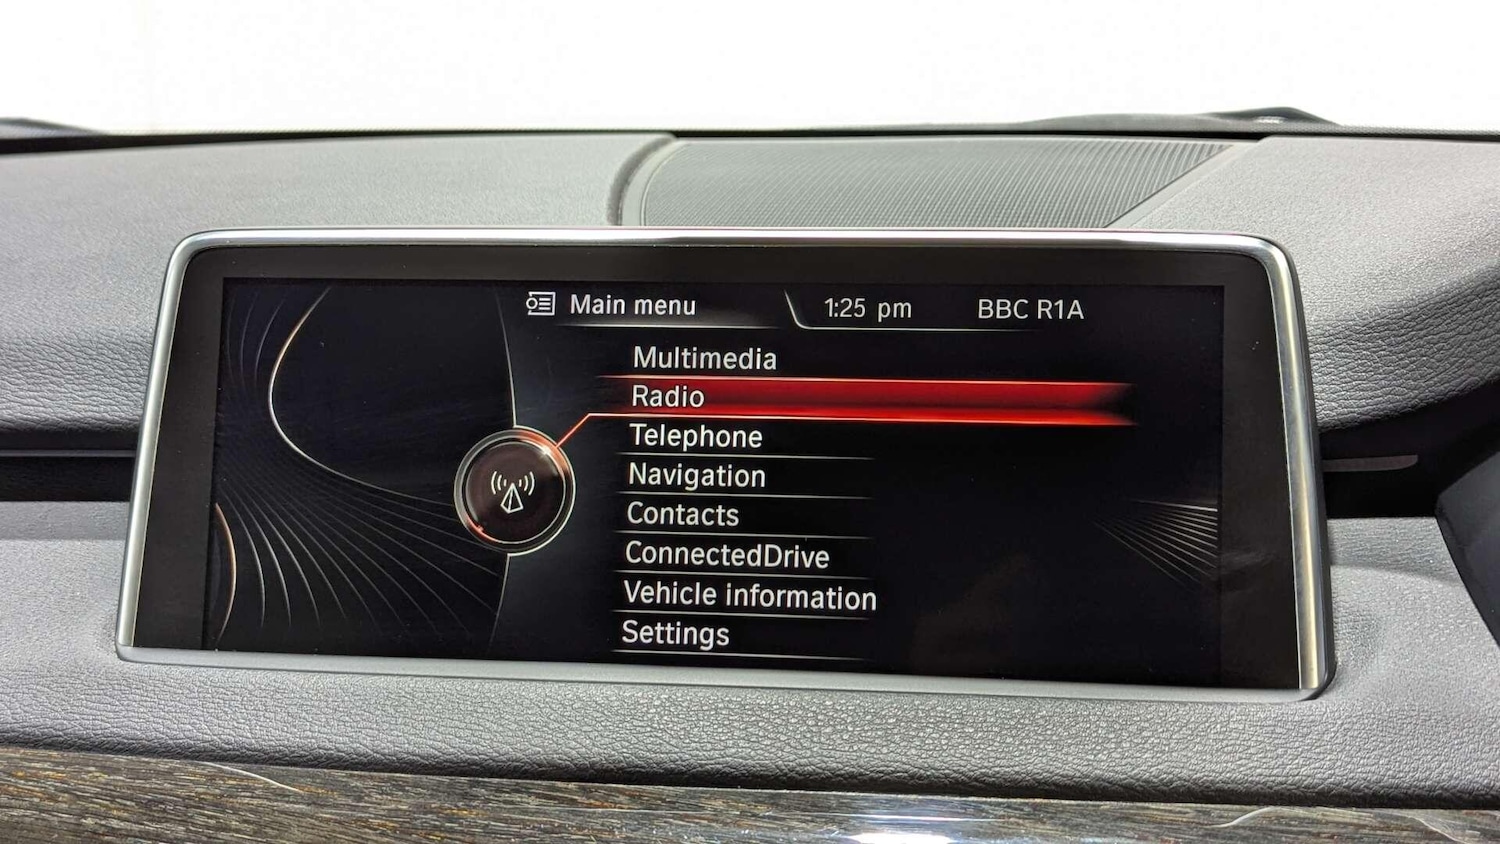 Main menu 1:25 pm BBC R1A
Multimedia
Radio
Telephone
Navigation
Contacts
ConnectedDrive
Vehicle information
Settings